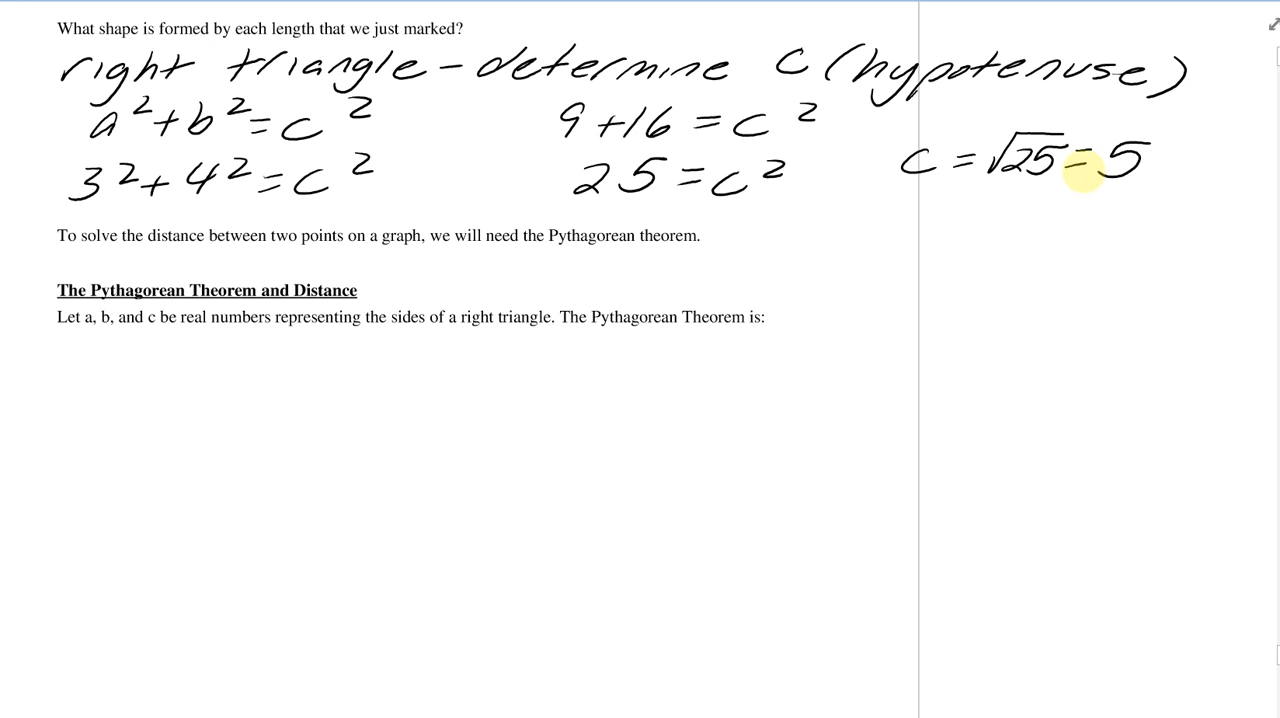 What shape is formed by each length that we just marked?
right triangle - determine c (hypotenuse)
a² + b² = c² 9 + 16 = c²
3² + 4² = c² 25 = c² c = √25 = 5
To solve the distance between two points on a graph, we will need the Pythagorean theorem.
The Pythagorean Theorem and Distance
Let a, b, and c be real numbers representing the sides of a right triangle. The Pythagorean Theorem is: